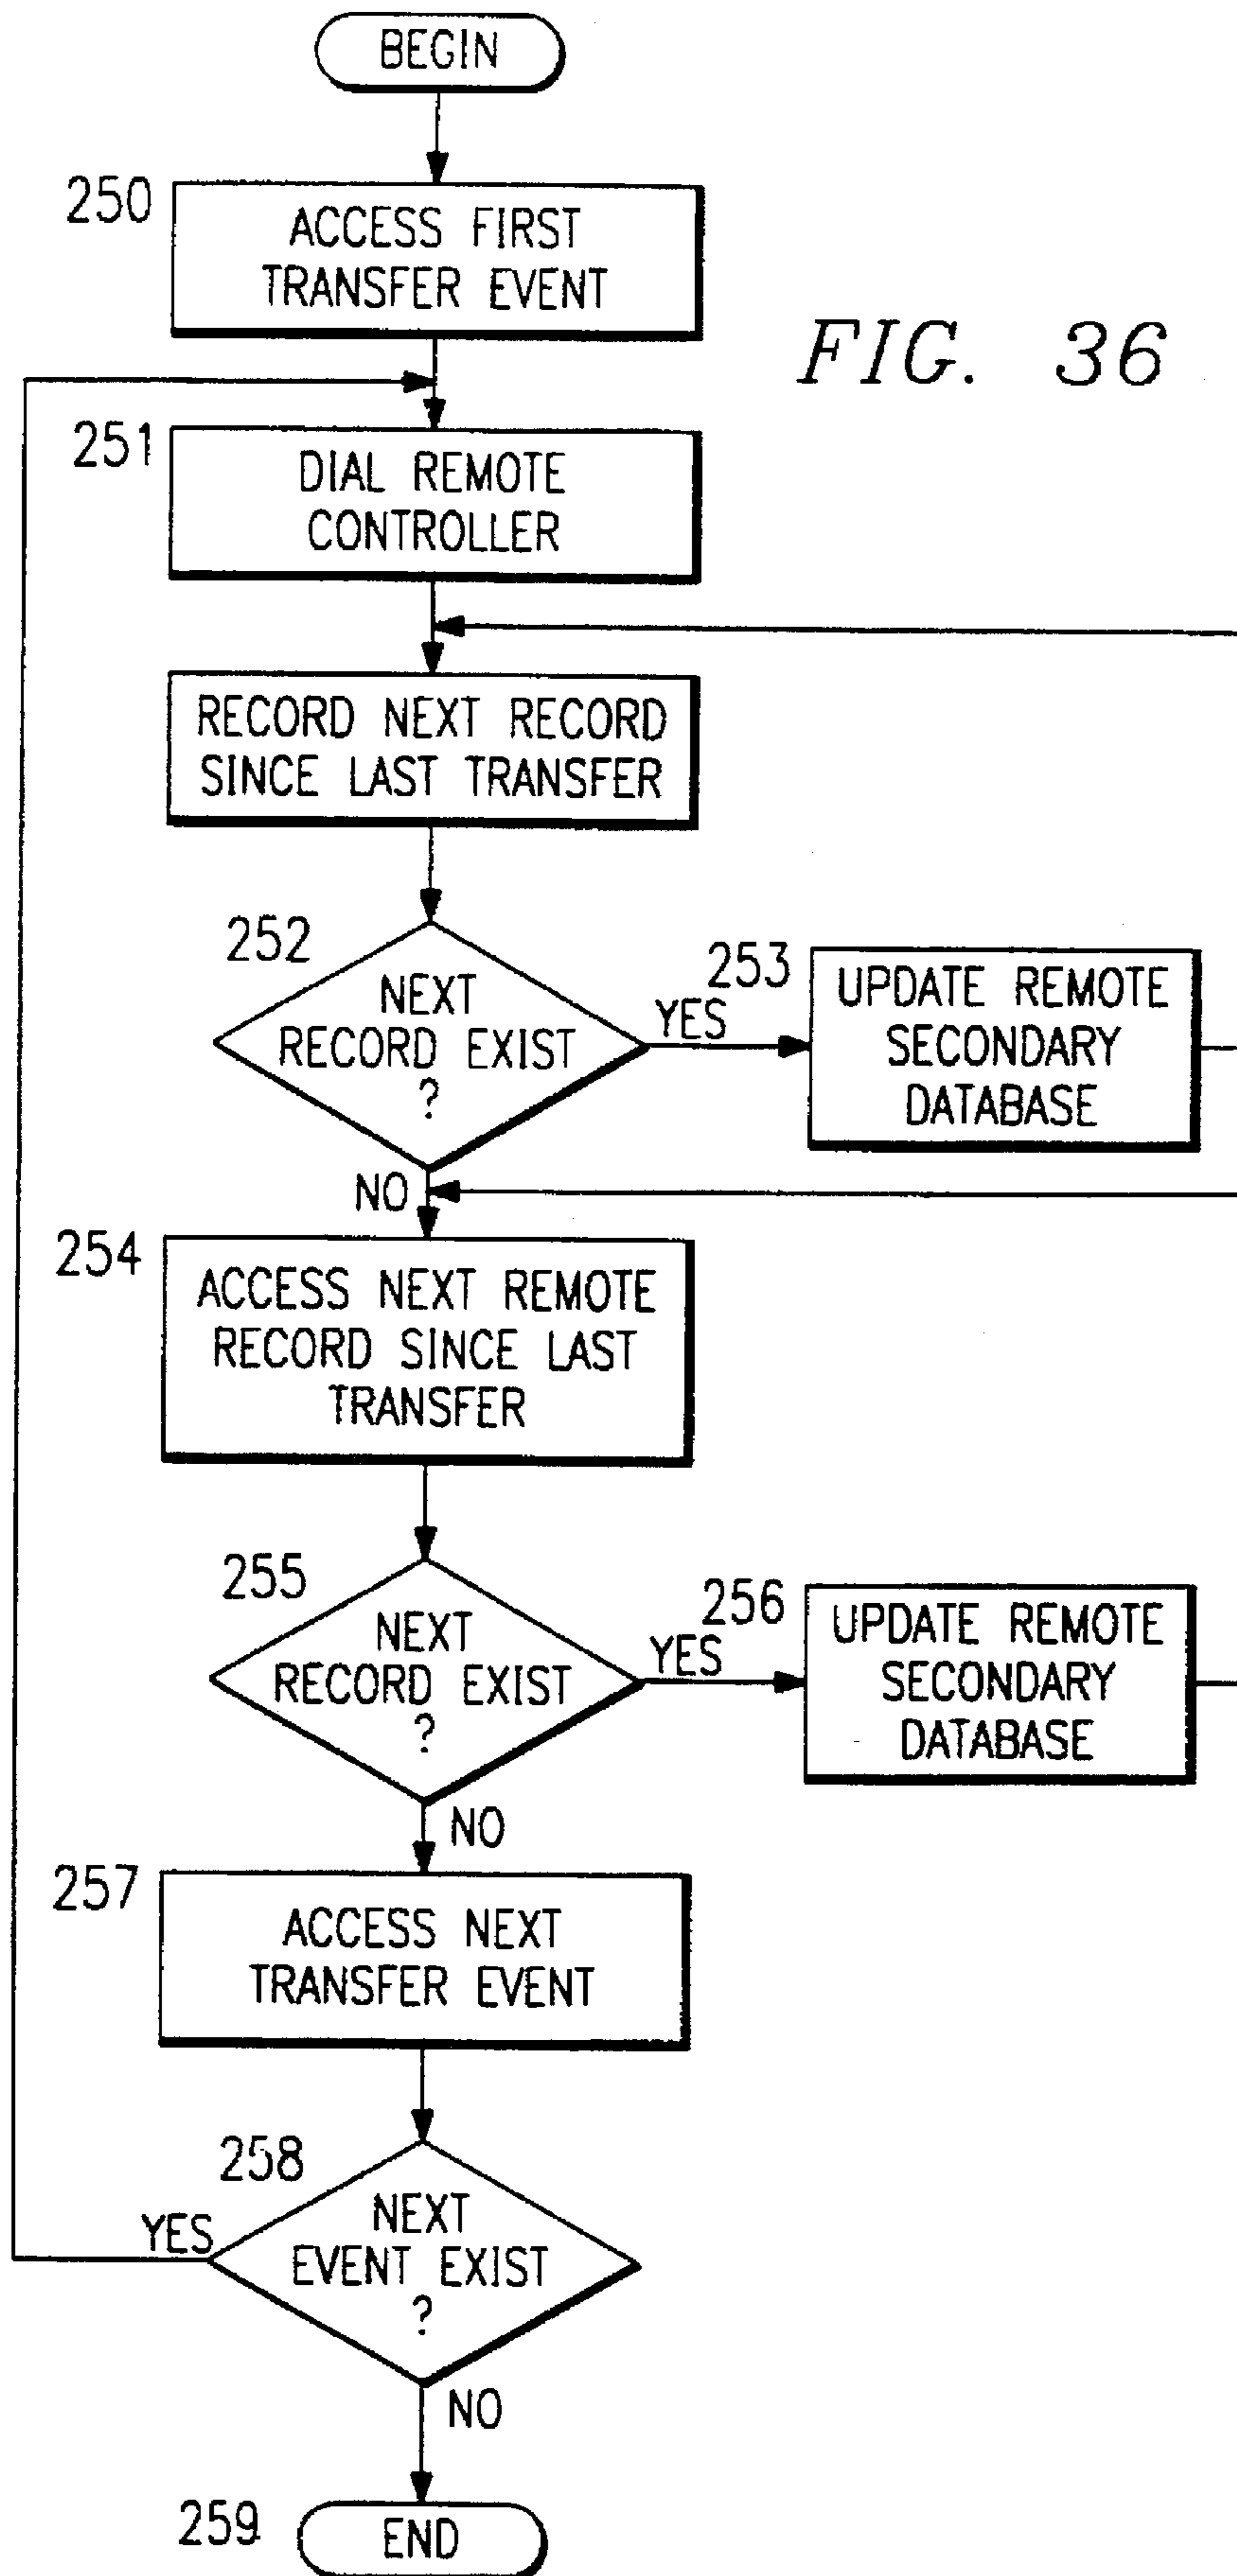 BEGIN
250
ACCESS FIRST
TRANSFER EVENT
FIG. 36
251
DIAL REMOTE
CONTROLLER
RECORD NEXT RECORD
SINCE LAST TRANSFER
252
NEXT
RECORD EXIST
?
YES
253
UPDATE REMOTE
SECONDARY
DATABASE
NO
254
ACCESS NEXT REMOTE
RECORD SINCE LAST
TRANSFER
255
NEXT
RECORD EXIST
?
YES
256
UPDATE REMOTE
SECONDARY
DATABASE
NO
257
ACCESS NEXT
TRANSFER EVENT
258
YES
NEXT
EVENT EXIST
?
NO
259
END